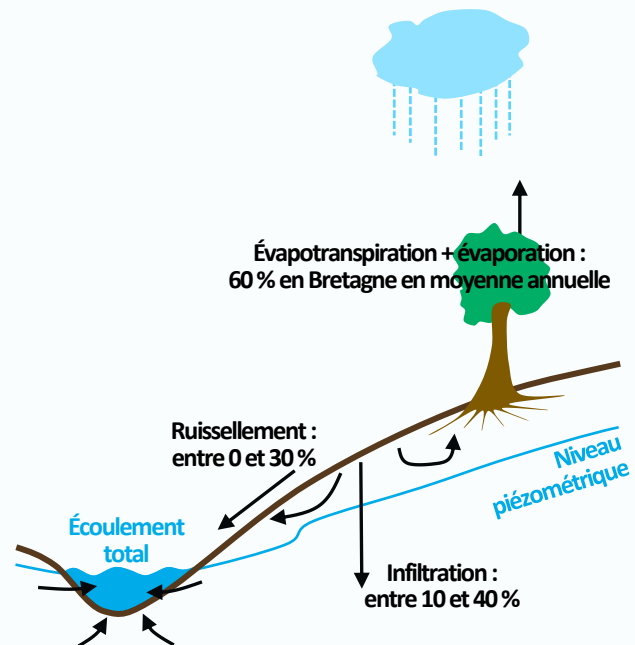 Évapotranspiration + évaporation :
60 % en Bretagne en moyenne annuelle
Ruissellement :
entre 0 et 30 %
Niveau
piézométrique
Écoulement
total
Infiltration :
entre 10 et 40 %